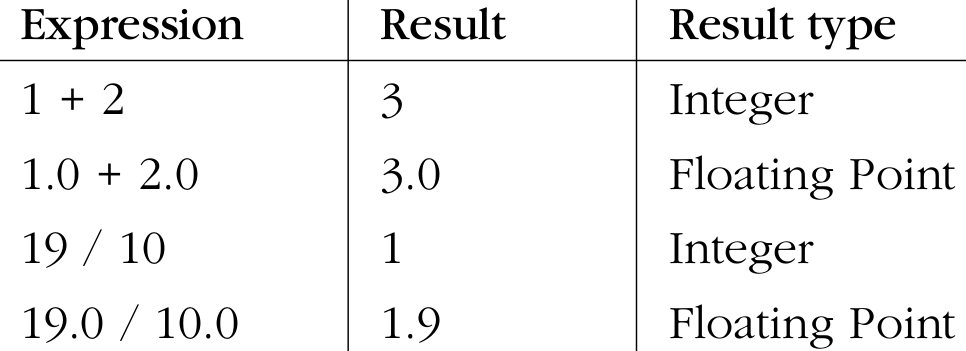 Expression Result Result type
1 + 2 3 Integer
1.0 + 2.0 3.0 Floating Point
19 / 10 1 Integer
19.0 / 10.0 1.9 Floating Point